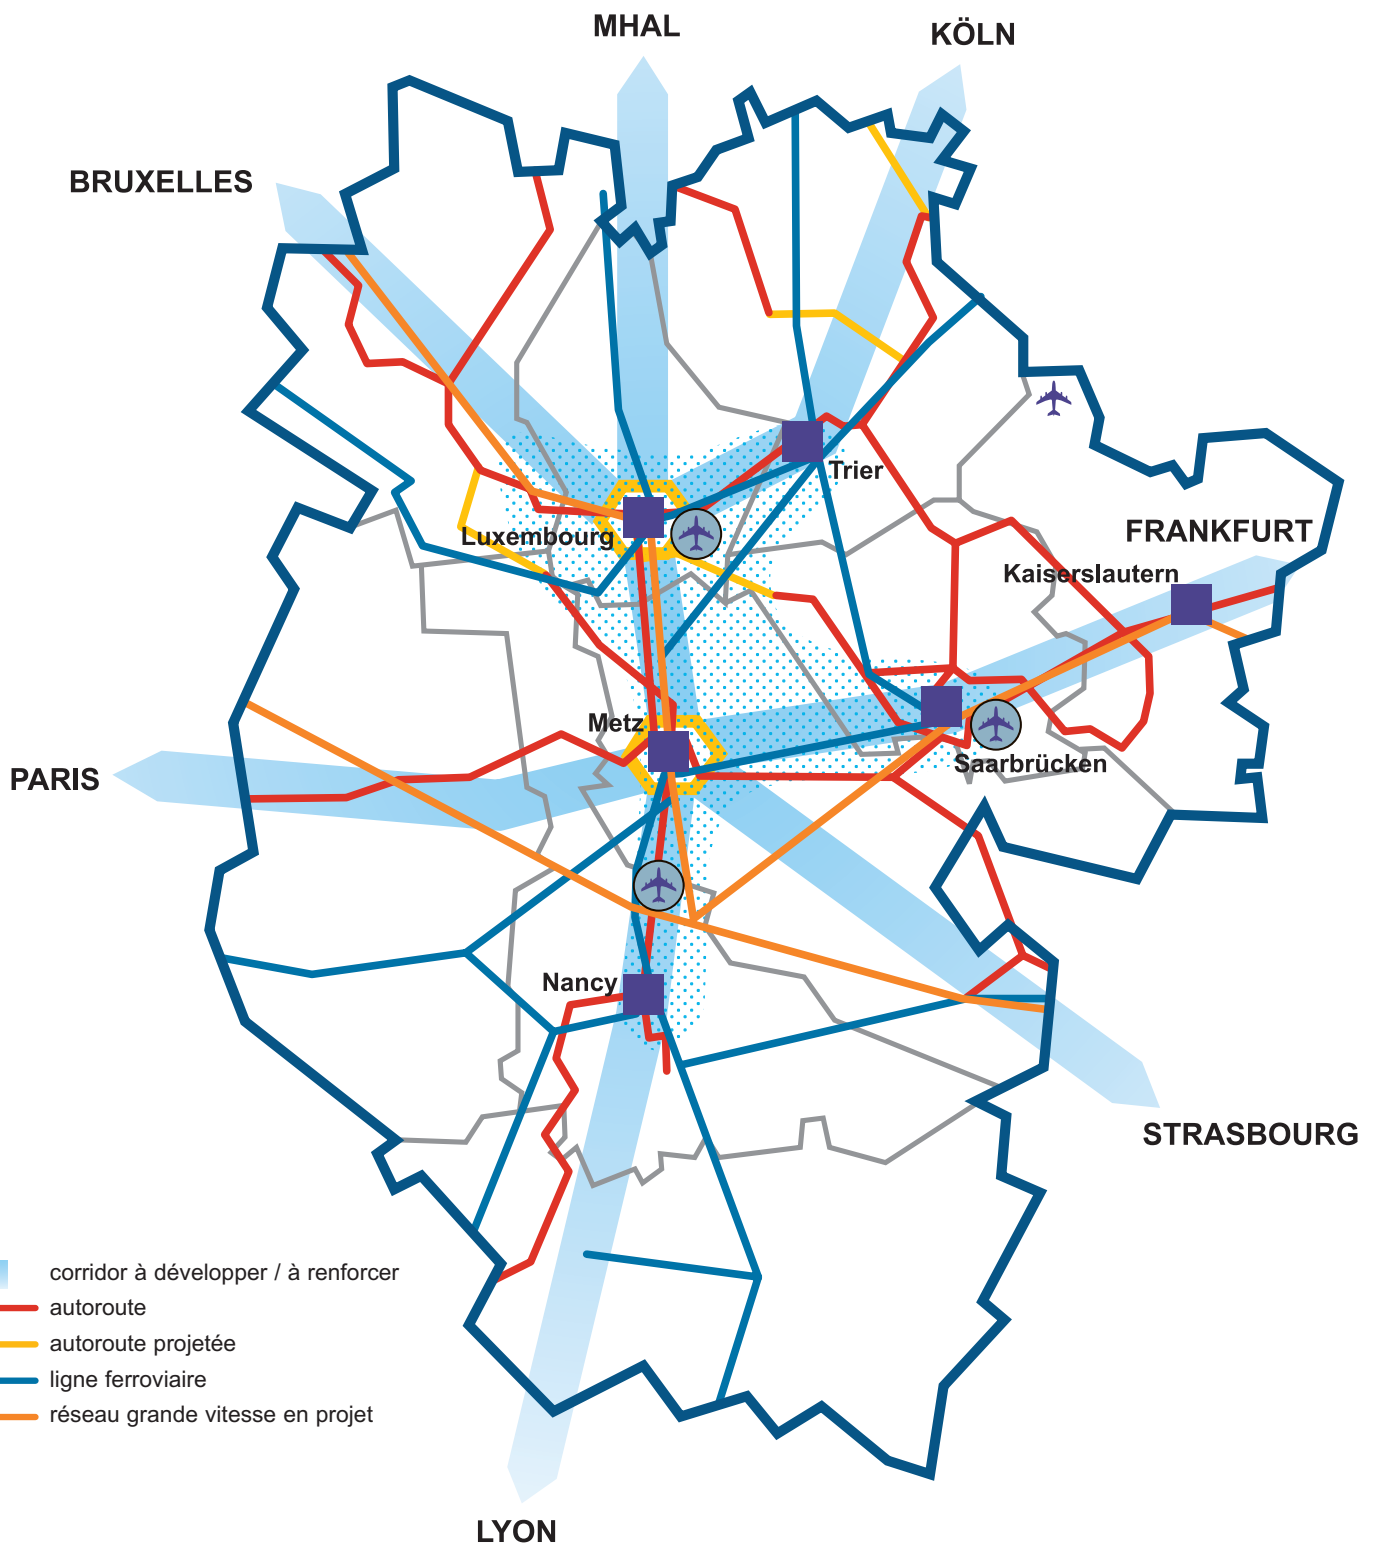 MHAL
KÖLN
BRUXELLES
Trier
Luxembourg
FRANKFURT
Kaiserslautern
Metz
Saarbrücken
PARIS
Nancy
STRASBOURG
corridor à développer / à renforcer
autoroute
autoroute projetée
ligne ferroviaire
réseau grande vitesse en projet
LYON